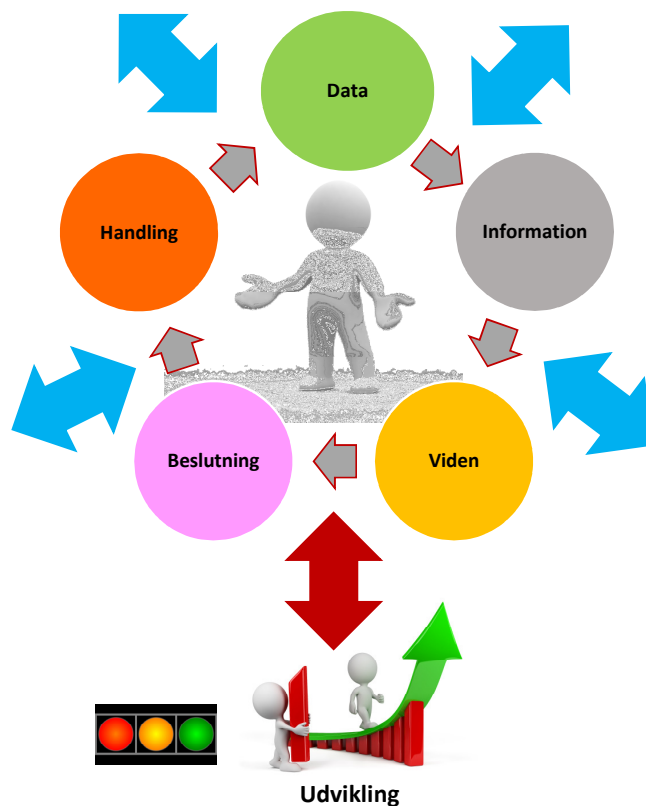 Data
Information
Viden
Beslutning
Handling
Udvikling